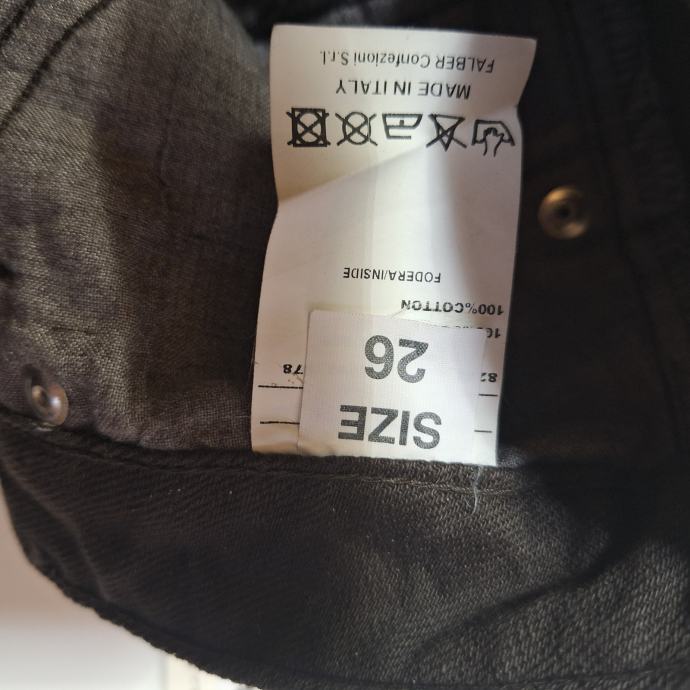 SIZE
26
100%COTTON
FODERA/INSIDE
MADE IN ITALY
FALBER Confezioni S.r.l.